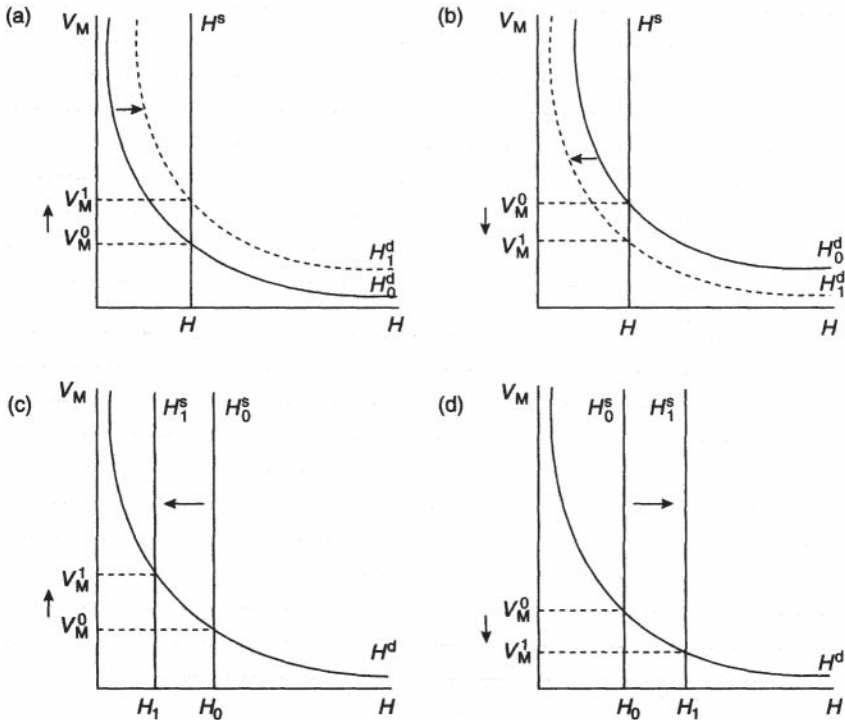 (a)
V_M
H^s
V_M^1
V_M^0
H_1^d
H_0^d
H
H
(b)
V_M
H^s
V_M^0
V_M^1
H_0^d
H_1^d
H
H
(c)
V_M
H_1^s
H_0^s
V_M^1
V_M^0
H^d
H_1
H_0
H
(d)
V_M
H_0^s
H_1^s
V_M^0
V_M^1
H^d
H_0
H_1
H